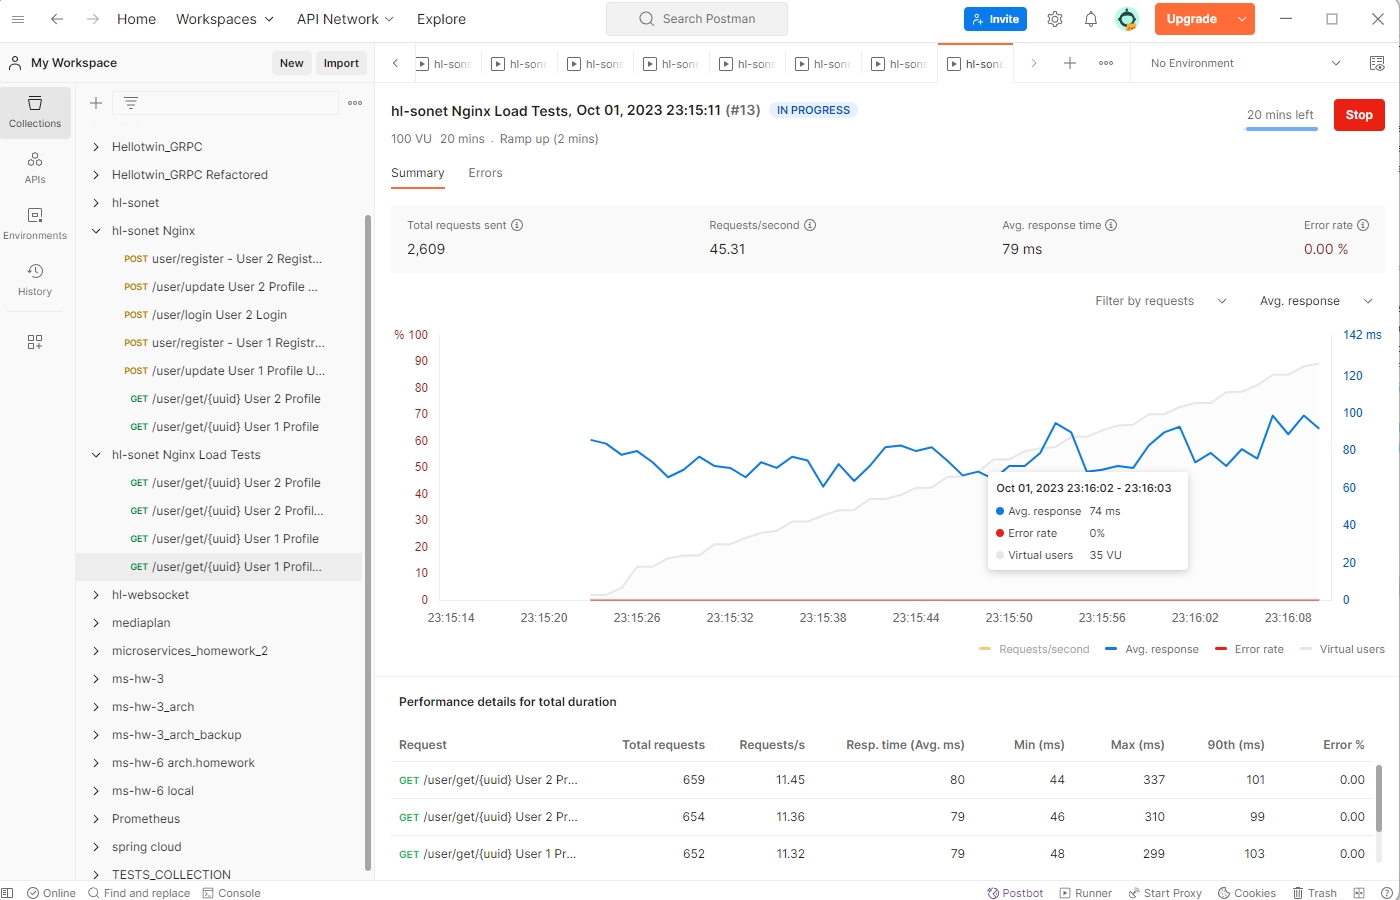 Home Workspaces API Network Explore Search Postman Invite Upgrade
My Workspace New Import
hl-sone hl-sone hl-sone hl-sone hl-sone hl-sone hl-sone hl-sone No Environment
Collections
APIs
Environments
History
Hellotwin_GRPC
Hellotwin_GRPC Refactored
hl-sonet
hl-sonet Nginx
POST user/register - User 2 Regist...
POST /user/update User 2 Profile ...
POST /user/login User 2 Login
POST user/register - User 1 Registr...
POST /user/update User 1 Profile U...
GET /user/get/{uuid} User 2 Profile
GET /user/get/{uuid} User 1 Profile
hl-sonet Nginx Load Tests
GET /user/get/{uuid} User 2 Profile
GET /user/get/{uuid} User 2 Profil...
GET /user/get/{uuid} User 1 Profile
GET /user/get/{uuid} User 1 Profil...
hl-websocket
mediaplan
microservices_homework_2
ms-hw-3
ms-hw-3_arch
ms-hw-3_arch_backup
ms-hw-6 arch.homework
ms-hw-6 local
Prometheus
spring cloud
TESTS_COLLECTION
hl-sonet Nginx Load Tests, Oct 01, 2023 23:15:11 (#13) IN PROGRESS
20 mins left Stop
100 VU 20 mins . Ramp up (2 mins)
Summary Errors
Total requests sent Requests/second Avg. response time Error rate
2,609 45.31 79 ms 0.00 %
Filter by requests Avg. response
% 100
90
80
70
60
50
40
30
20
10
0
142 ms
120
100
80
60
40
20
0
Oct 01, 2023 23:16:02 - 23:16:03
Avg. response 74 ms
Error rate 0%
Virtual users 35 VU
23:15:14 23:15:20 23:15:26 23:15:32 23:15:38 23:15:44 23:15:50 23:15:56 23:16:02 23:16:08
Requests/second Avg. response Error rate Virtual users
Performance details for total duration
Request Total requests Requests/s Resp. time (Avg. ms) Min (ms) Max (ms) 90th (ms) Error %
GET /user/get/{uuid} User 2 Pr... 659 11.45 80 44 337 101 0.00
GET /user/get/{uuid} User 2 Pr... 654 11.36 79 46 310 99 0.00
GET /user/get/{uuid} User 1 Pr... 652 11.32 79 48 299 103 0.00
Online Find and replace Console Postbot Runner Start Proxy Cookies Trash